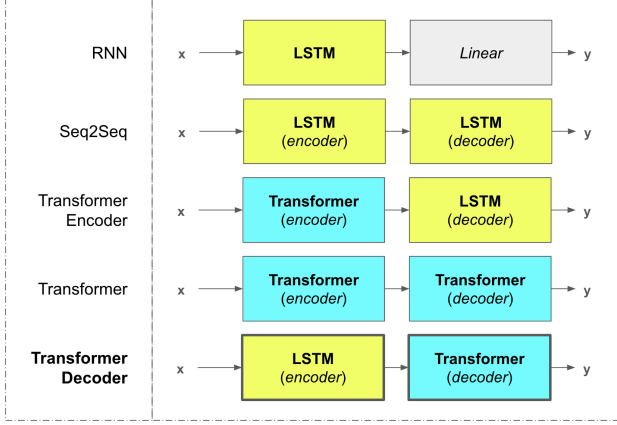 RNN
x
LSTM
Linear
y
Seq2Seq
x
LSTM
(encoder)
LSTM
(decoder)
y
Transformer
Encoder
x
Transformer
(encoder)
LSTM
(decoder)
y
Transformer
x
Transformer
(encoder)
Transformer
(decoder)
y
Transformer
Decoder
x
LSTM
(encoder)
Transformer
(decoder)
y